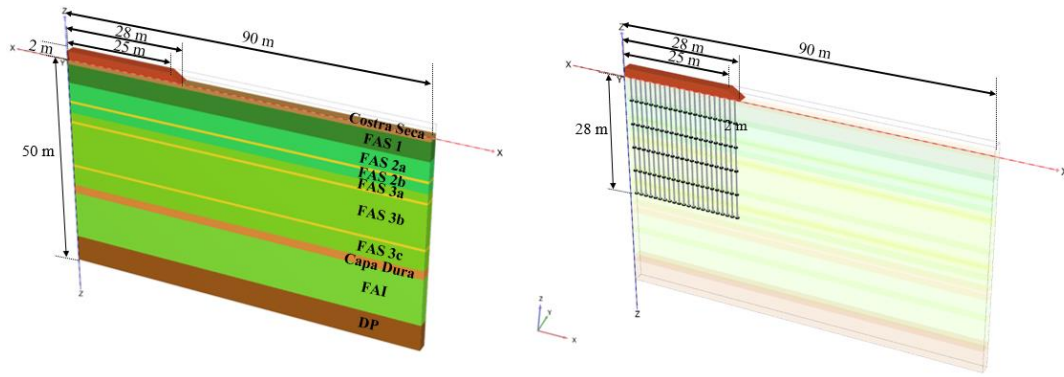 Z
90 m
28 m
25 m
X
2 m
Y
Costra Seca
FAS 1
FAS 2a
FAS 2b
FAS 3a
FAS 3b
FAS 3c
Capa Dura
FAI
DP
50 m
X
Z
Z
90 m
28 m
25 m
X
Y
2 m
28 m
X
Z
z
Y
x